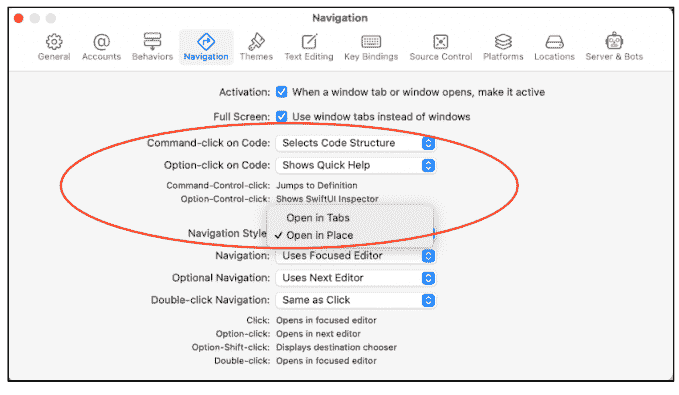 Navigation
General Accounts Behaviors Navigation Themes Text Editing Key Bindings Source Control Platforms Locations Server & Bots
Activation: When a window tab or window opens, make it active
Full Screen: Use window tabs instead of windows
Command-click on Code: Selects Code Structure
Option-click on Code: Shows Quick Help
Command-Control-click: Jumps to Definition
Option-Control-click: Shows SwiftUI Inspector
Open in Tabs
Navigation Style ✓ Open in Place
Navigation: Uses Focused Editor
Optional Navigation: Uses Next Editor
Double-click Navigation: Same as Click
Click: Opens in focused editor
Option-click: Opens in next editor
Option-Shift-click: Displays destination chooser
Double-click: Opens in focused editor